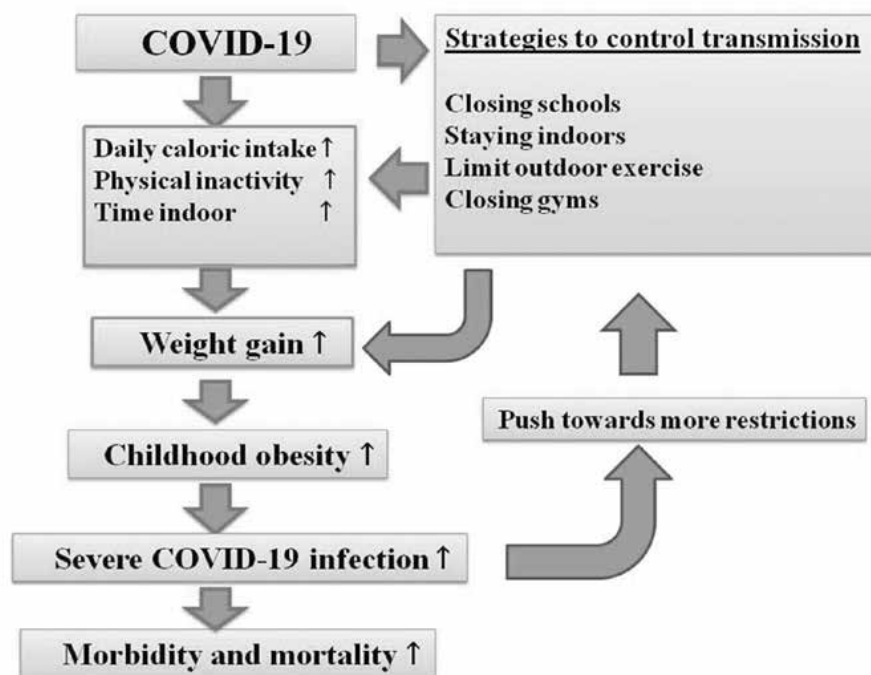 COVID-19
Strategies to control transmission
Closing schools
Staying indoors
Limit outdoor exercise
Closing gyms
Daily caloric intake ↑
Physical inactivity ↑
Time indoor ↑
Weight gain ↑
Push towards more restrictions
Childhood obesity ↑
Severe COVID-19 infection ↑
Morbidity and mortality ↑